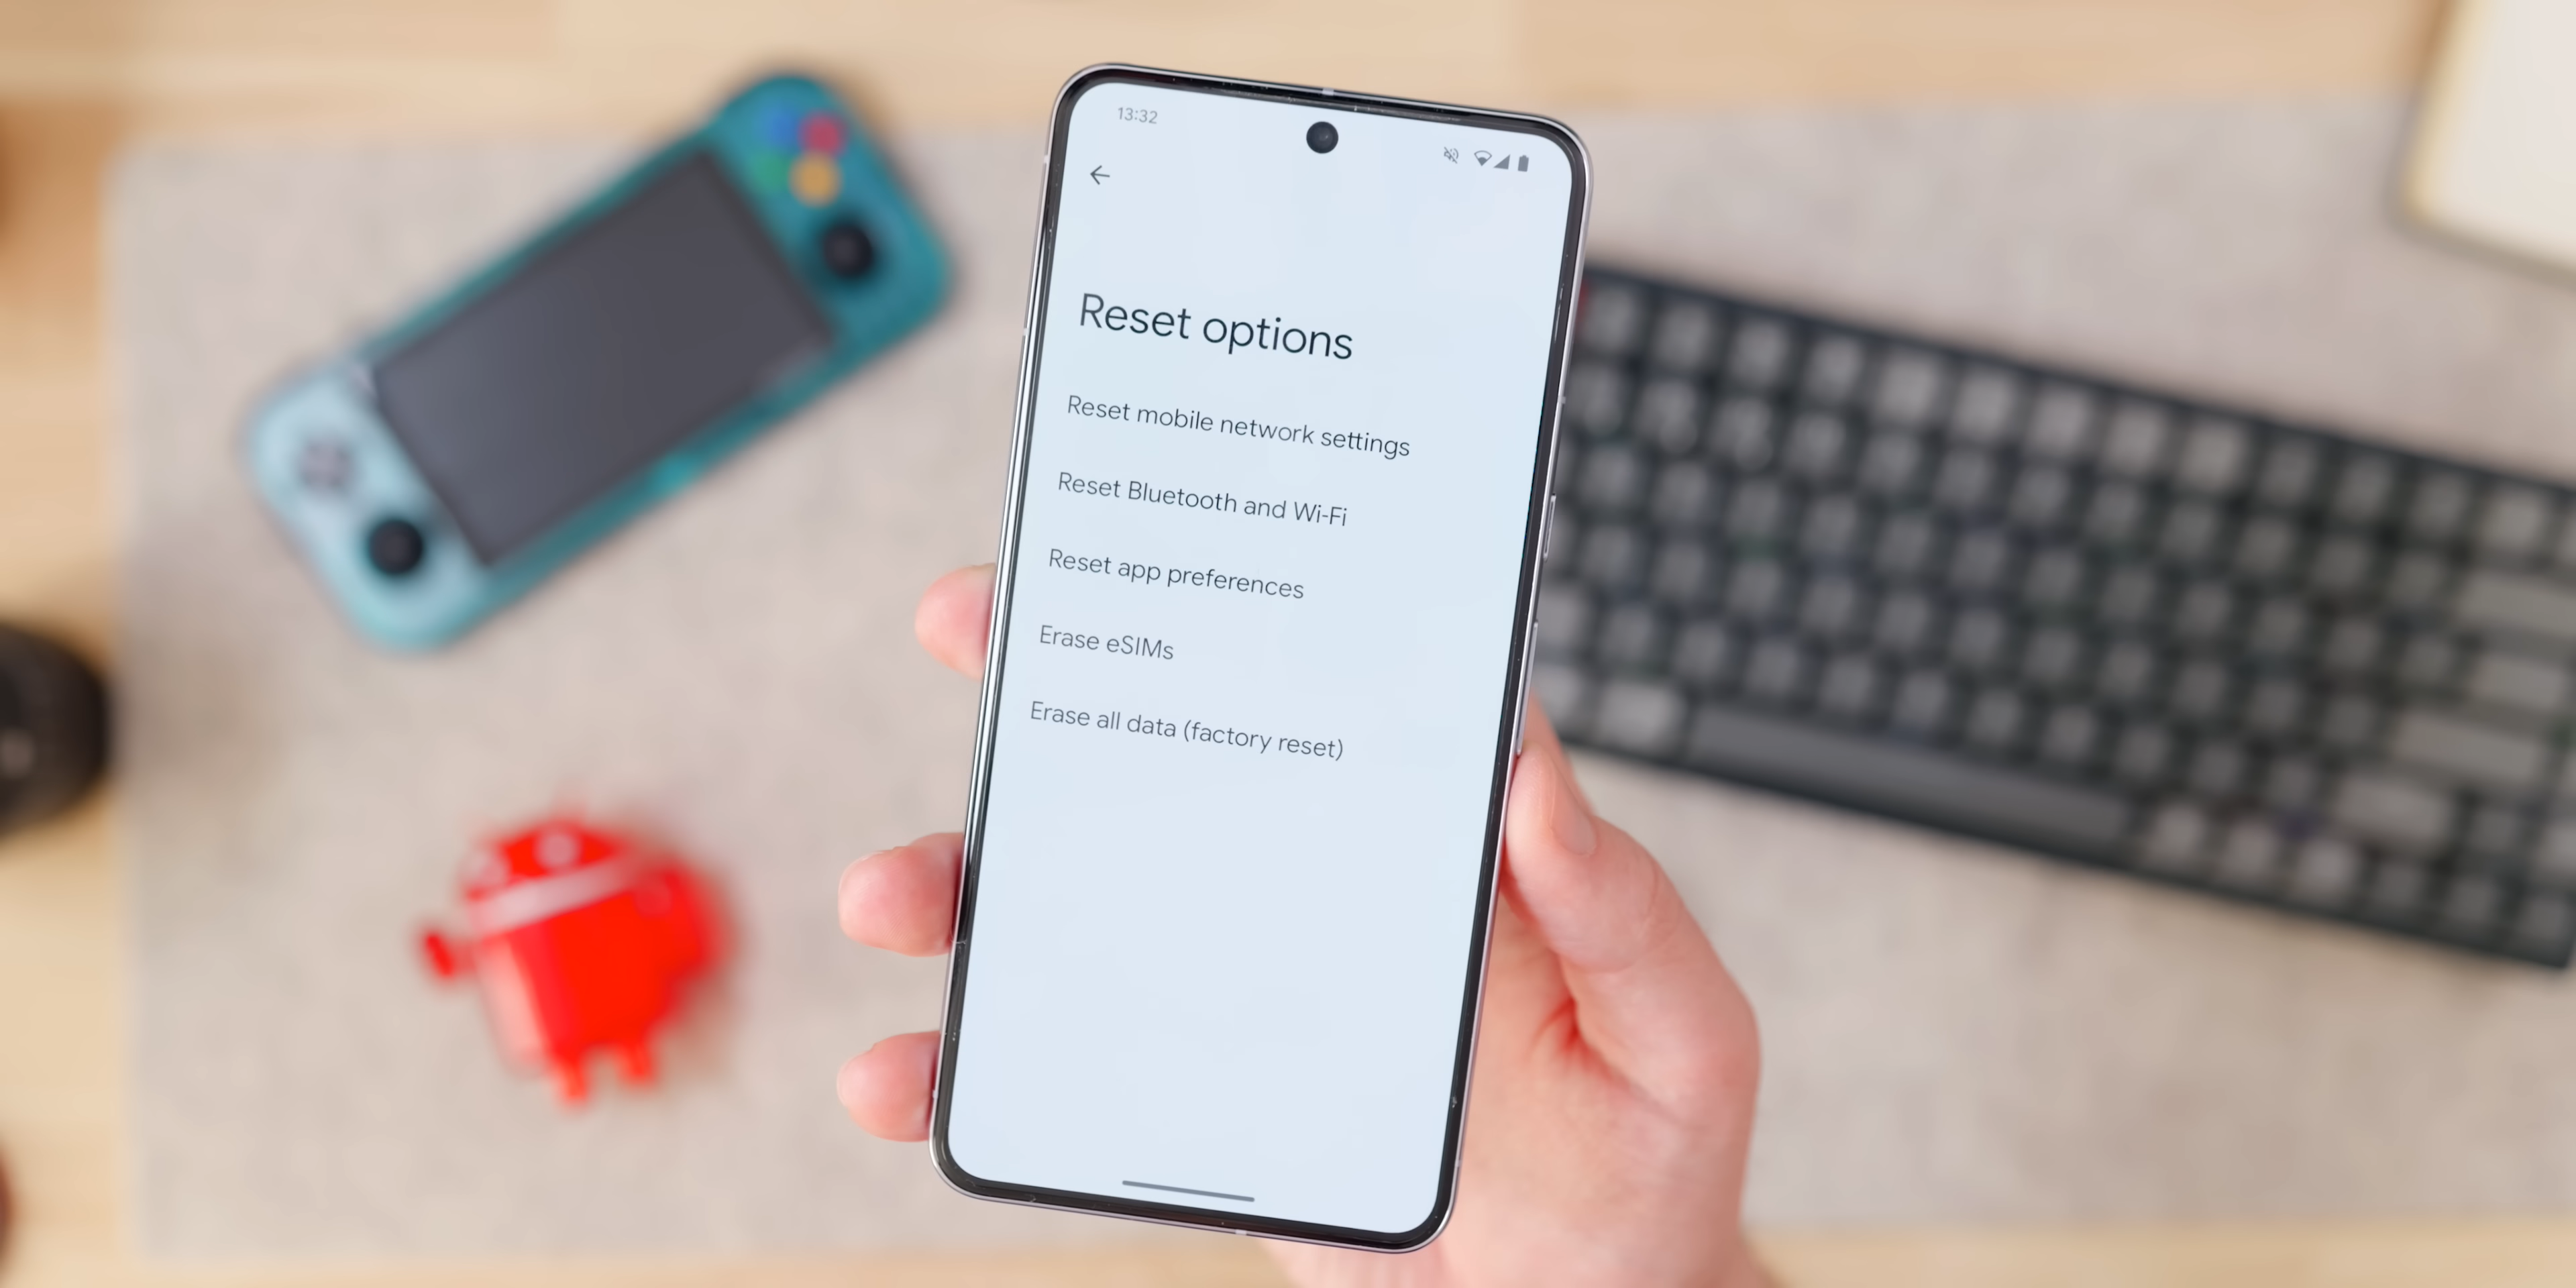 13:32
Reset options
Reset mobile network settings
Reset Bluetooth and Wi-Fi
Reset app preferences
Erase eSIMs
Erase all data (factory reset)